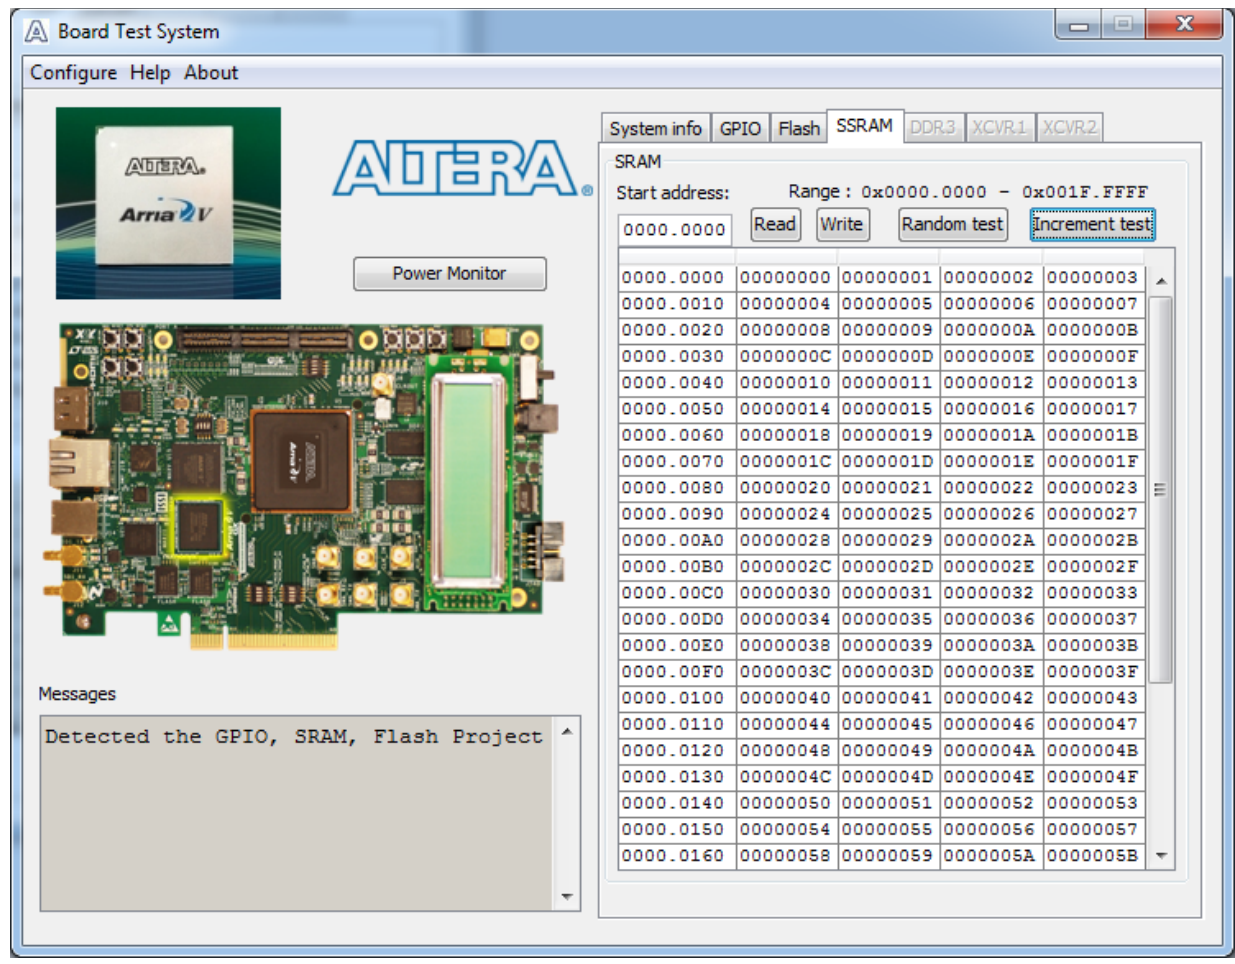 Board Test System
Configure Help About
ALTERA®
Arria V
ALTERA®
Power Monitor
System info GPIO Flash SSRAM DDR3 XCVR1 XCVR2
SRAM
Start address: Range : 0x0000.0000 - 0x001F.FFFF
0000.0000 Read Write Random test Increment test
0000.0000 00000000 00000001 00000002 00000003
0000.0010 00000004 00000005 00000006 00000007
0000.0020 00000008 00000009 0000000A 0000000B
0000.0030 0000000C 0000000D 0000000E 0000000F
0000.0040 00000010 00000011 00000012 00000013
0000.0050 00000014 00000015 00000016 00000017
0000.0060 00000018 00000019 0000001A 0000001B
0000.0070 0000001C 0000001D 0000001E 0000001F
0000.0080 00000020 00000021 00000022 00000023
0000.0090 00000024 00000025 00000026 00000027
0000.00A0 00000028 00000029 0000002A 0000002B
0000.00B0 0000002C 0000002D 0000002E 0000002F
0000.00C0 00000030 00000031 00000032 00000033
0000.00D0 00000034 00000035 00000036 00000037
0000.00E0 00000038 00000039 0000003A 0000003B
0000.00F0 0000003C 0000003D 0000003E 0000003F
0000.0100 00000040 00000041 00000042 00000043
0000.0110 00000044 00000045 00000046 00000047
0000.0120 00000048 00000049 0000004A 0000004B
0000.0130 0000004C 0000004D 0000004E 0000004F
0000.0140 00000050 00000051 00000052 00000053
0000.0150 00000054 00000055 00000056 00000057
0000.0160 00000058 00000059 0000005A 0000005B
ALTERA
Arria V
FLASH FLASH
Messages
Detected the GPIO, SRAM, Flash Project